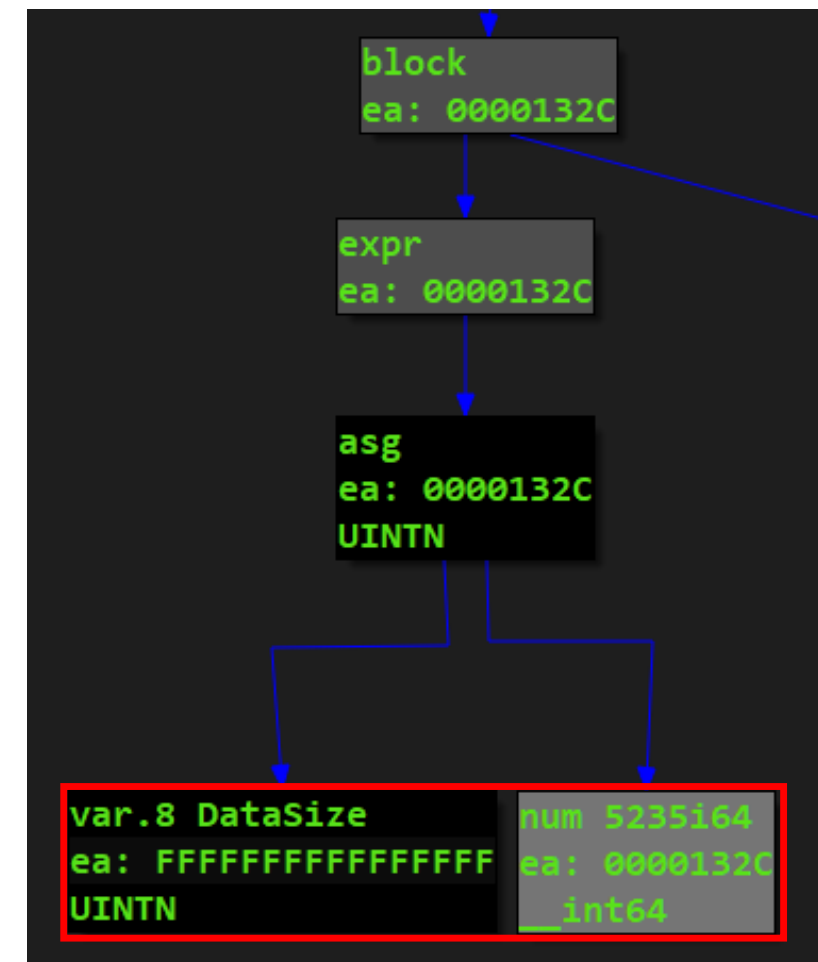 block
ea: 0000132C
expr
ea: 0000132C
asg
ea: 0000132C
UINTN
var.8 DataSize
ea: FFFFFFFFFFFFFFFF
UINTN
num 5235i64
ea: 0000132C
__int64